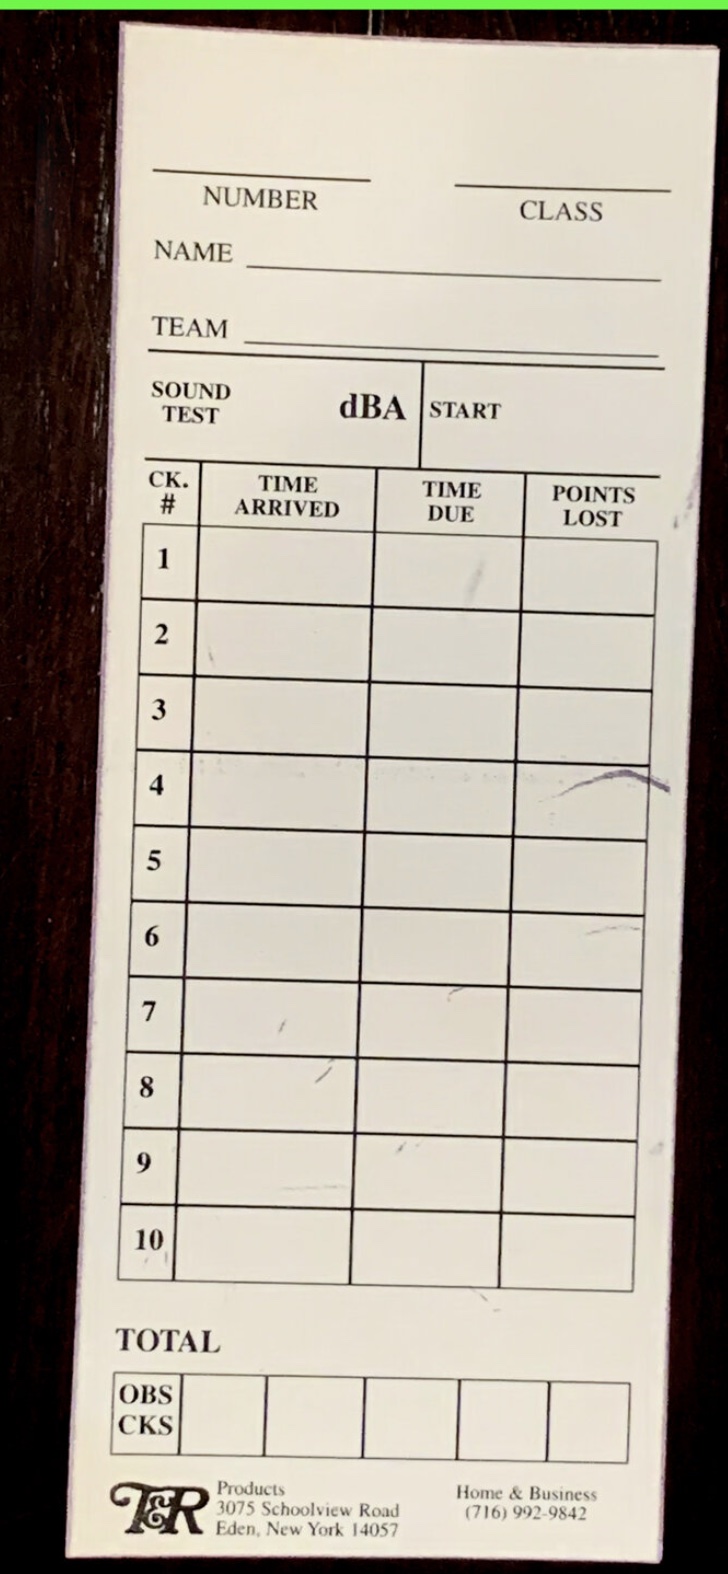 NUMBER CLASS
NAME
TEAM
SOUND TEST dBA START
CK. # TIME ARRIVED TIME DUE POINTS LOST
1
2
3
4
5
6
7
8
9
10
TOTAL
OBS
CKS
T&R Products Home & Business
3075 Schoolview Road (716) 992-9842
Eden, New York 14057